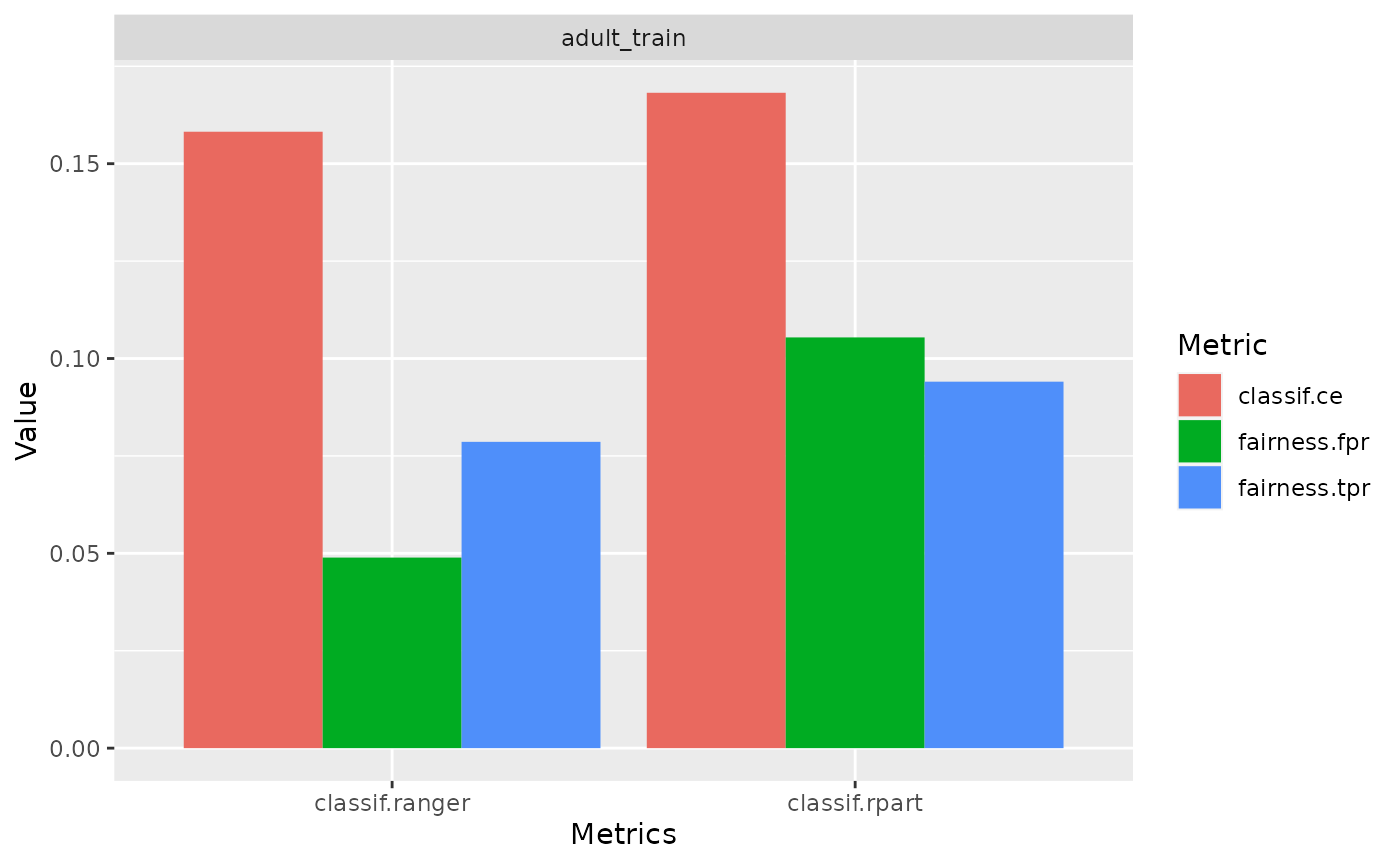 adult_train
Value
0.15
0.10
0.05
0.00
classif.ranger
classif.rpart
Metrics
Metric
classif.ce
fairness.fpr
fairness.tpr